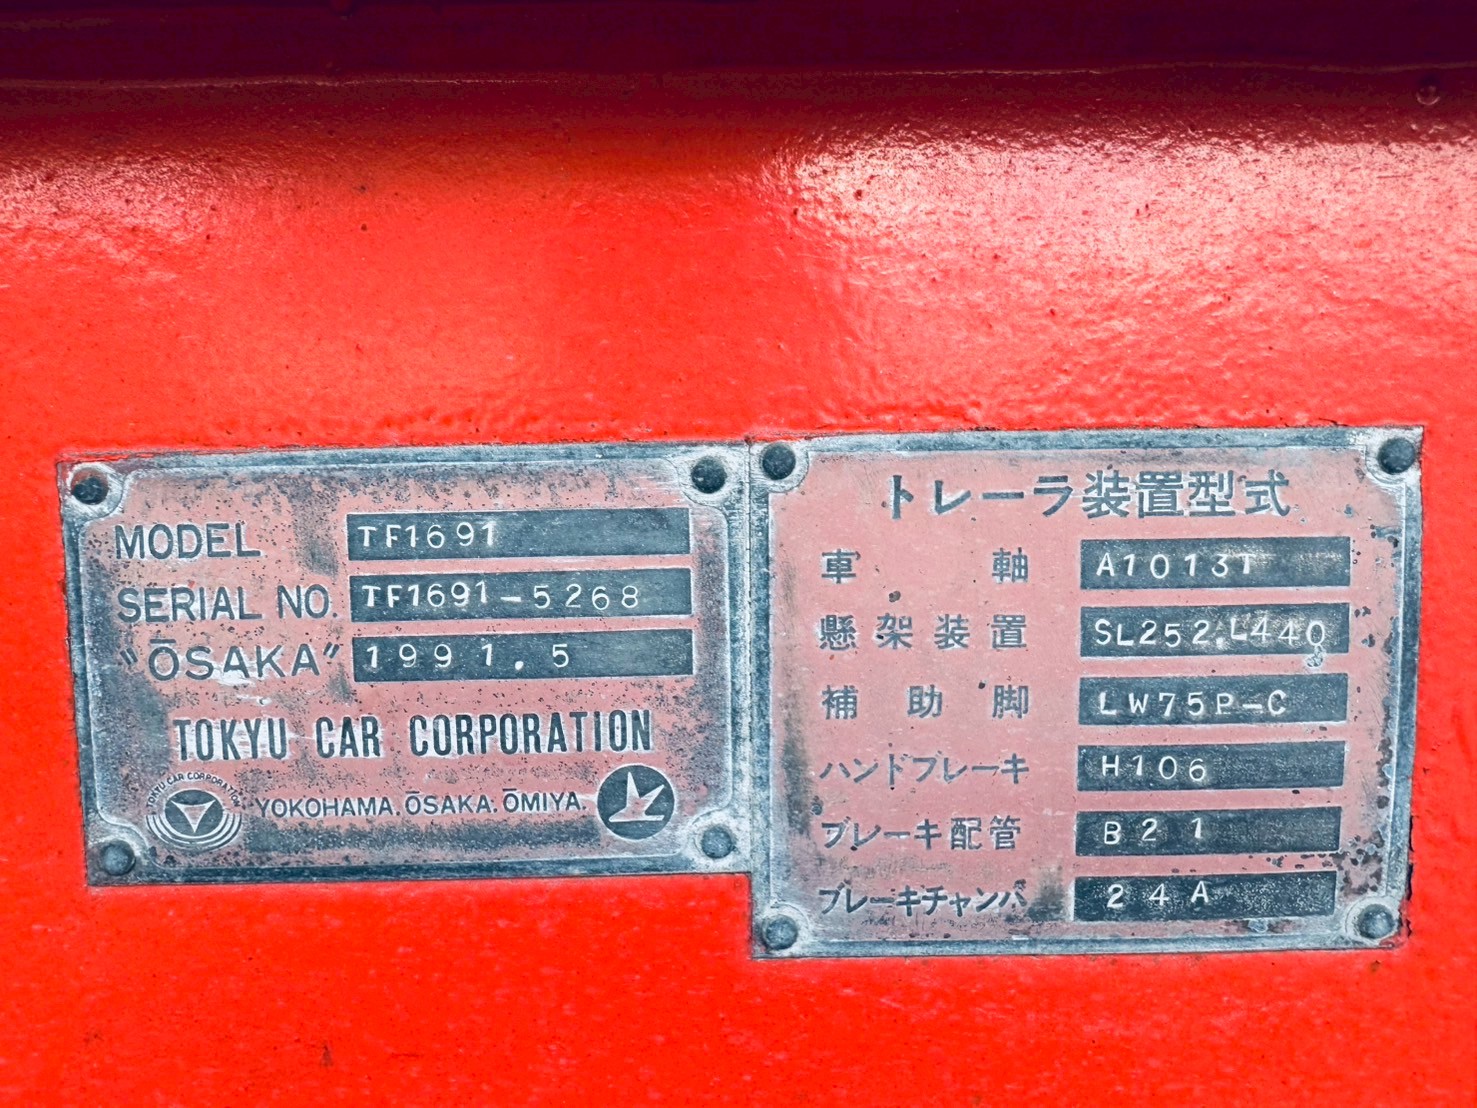 MODEL TF1691
SERIAL NO. TF1691-5268
"ŌSAKA" 1991.5
TOKYU CAR CORPORATION
TOKYU CAR CORPORATION
YOKOHAMA.ŌSAKA.ŌMIYA.
トレーラ装置型式
車軸 A1013T
懸架装置 SL252.L440
補助脚 LW75P-C
ハンドブレーキ H106
ブレーキ配管 B21
ブレーキチャンバ 24A